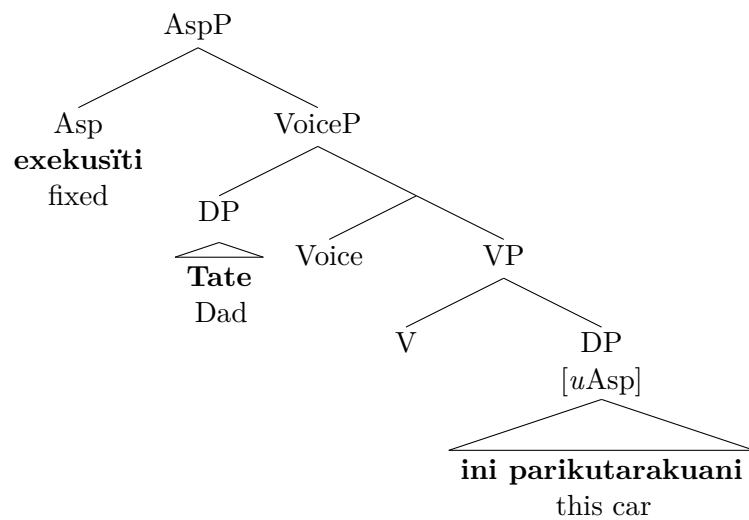 AspP
Asp VoiceP
exekusïti
fixed
DP
Voice VP
Tate
Dad
V DP
[uAsp]
ini parikutarakuani
this car